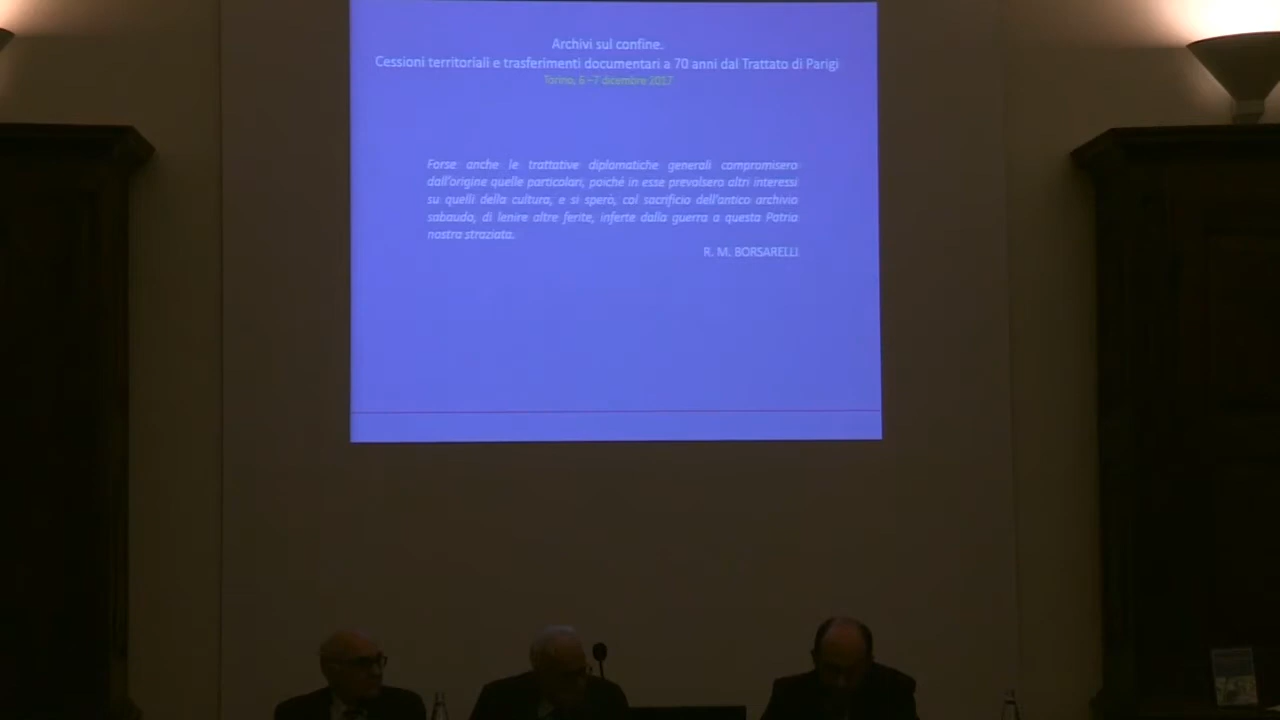 Archivi sul confine.
Cessioni territoriali e trasferimenti documentari a 70 anni dal Trattato di Parigi
Torino, 6 –7 dicembre 2017
Forse anche le trattative diplomatiche generali compromisero
dall'origine quelle particolari, poiché in esse prevalsero altri interessi
su quelli della cultura, e si sperò, col sacrificio dell'antico archivio
sabaudo, di lenire altre ferite, inferte dalla guerra a questa Patria
nostra straziata.
R. M. BORSARELLI